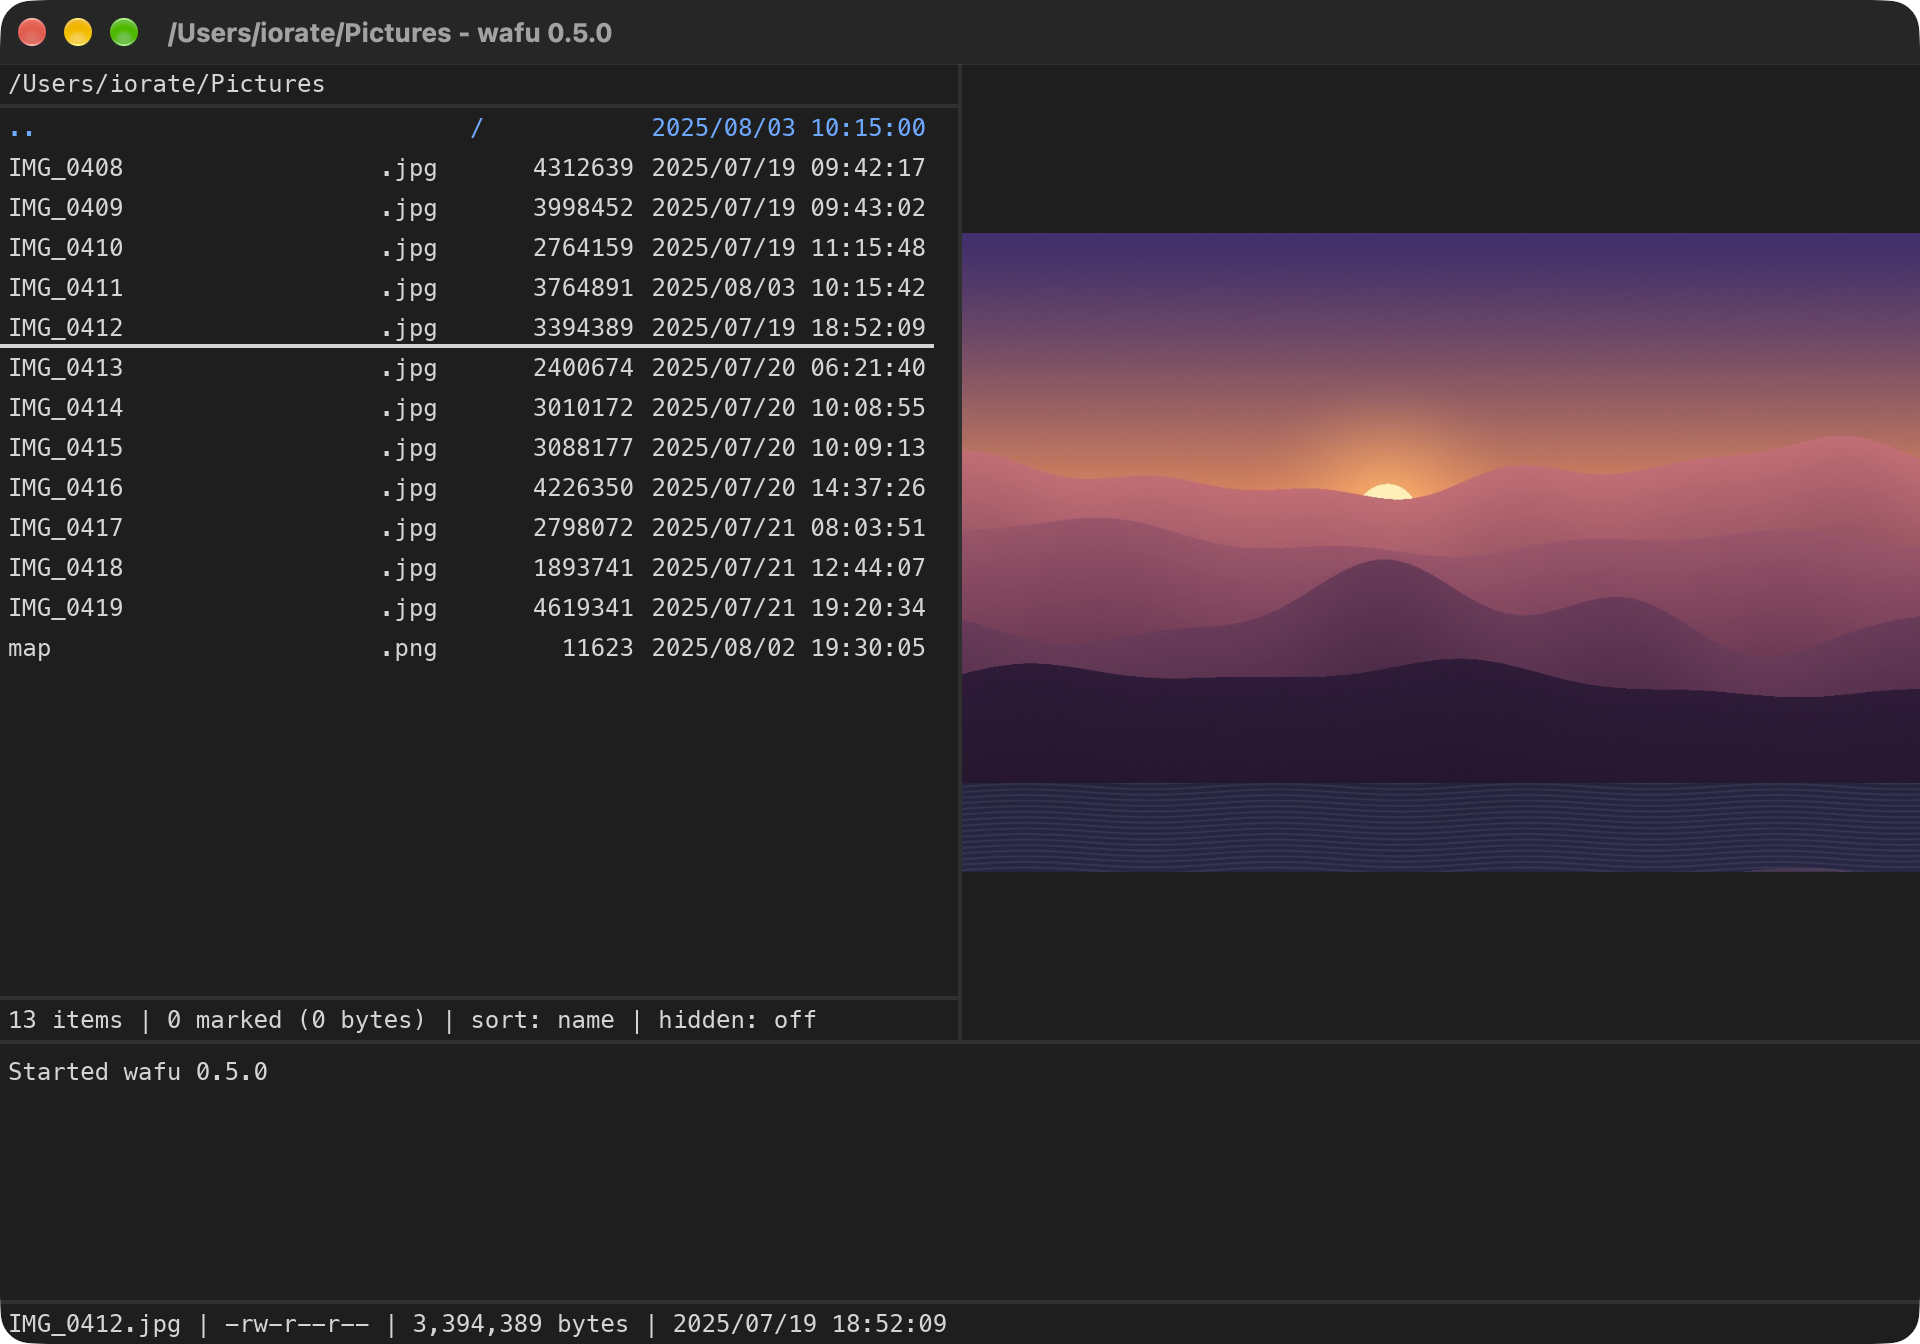 /Users/iorate/Pictures - wafu 0.5.0
/Users/iorate/Pictures
.. / 2025/08/03 10:15:00
IMG_0408 .jpg 4312639 2025/07/19 09:42:17
IMG_0409 .jpg 3998452 2025/07/19 09:43:02
IMG_0410 .jpg 2764159 2025/07/19 11:15:48
IMG_0411 .jpg 3764891 2025/08/03 10:15:42
IMG_0412 .jpg 3394389 2025/07/19 18:52:09
IMG_0413 .jpg 2400674 2025/07/20 06:21:40
IMG_0414 .jpg 3010172 2025/07/20 10:08:55
IMG_0415 .jpg 3088177 2025/07/20 10:09:13
IMG_0416 .jpg 4226350 2025/07/20 14:37:26
IMG_0417 .jpg 2798072 2025/07/21 08:03:51
IMG_0418 .jpg 1893741 2025/07/21 12:44:07
IMG_0419 .jpg 4619341 2025/07/21 19:20:34
map .png 11623 2025/08/02 19:30:05
13 items | 0 marked (0 bytes) | sort: name | hidden: off
Started wafu 0.5.0
IMG_0412.jpg | -rw-r--r-- | 3,394,389 bytes | 2025/07/19 18:52:09